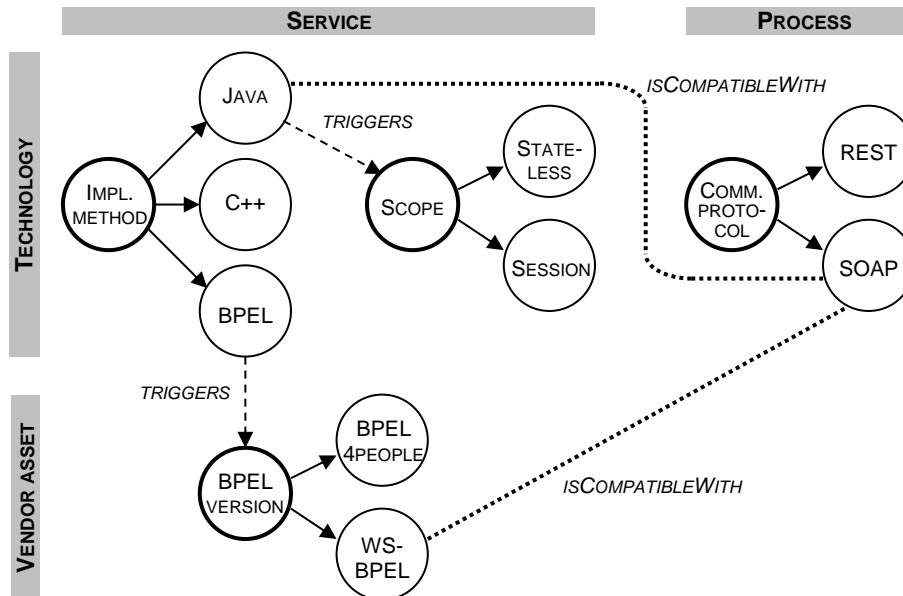 SERVICE
PROCESS
TECHNOLOGY
VENDOR ASSET
JAVA
ISCOMPATIBLEWITH
TRIGGERS
STATE-
LESS
REST
IMPL.
METHOD
C++
SCOPE
COMM.
PROTO-
COL
SESSION
SOAP
BPEL
TRIGGERS
BPEL
4PEOPLE
BPEL
VERSION
ISCOMPATIBLEWITH
WS-
BPEL